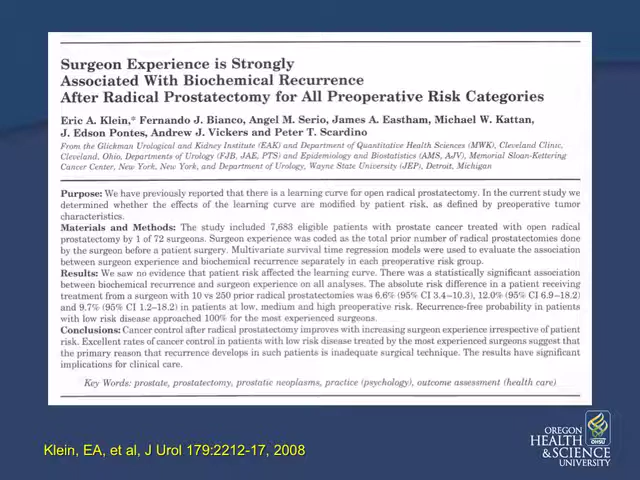 Surgeon Experience is Strongly
Associated With Biochemical Recurrence
After Radical Prostatectomy for All Preoperative Risk Categories
Eric A. Klein,* Fernando J. Bianco, Angel M. Serio, James A. Eastham, Michael W. Kattan,
J. Edson Pontes, Andrew J. Vickers and Peter T. Scardino
From the Glickman Urological and Kidney Institute (EAK) and Department of Quantitative Health Sciences (MWK), Cleveland Clinic,
Cleveland, Ohio, Departments of Urology (FJB, JAE, PTS) and Epidemiology and Biostatistics (AMS, AJV), Memorial Sloan-Kettering
Cancer Center, New York, New York, and Department of Urology, Wayne State University (JEP), Detroit, Michigan
Purpose: We have previously reported that there is a learning curve for open radical prostatectomy. In the current study we
determined whether the effects of the learning curve are modified by patient risk, as defined by preoperative tumor
characteristics.
Materials and Methods: The study included 7,683 eligible patients with prostate cancer treated with open radical
prostatectomy by 1 of 72 surgeons. Surgeon experience was coded as the total prior number of radical prostatectomies done
by the surgeon before a patient surgery. Multivariate survival time regression models were used to evaluate the association
between surgeon experience and biochemical recurrence separately in each preoperative risk group.
Results: We saw no evidence that patient risk affected the learning curve. There was a statistically significant association
between biochemical recurrence and surgeon experience on all analyses. The absolute risk difference in a patient receiving
treatment from a surgeon with 10 vs 250 prior radical prostatectomies was 6.6% (95% CI 3.4–10.3), 12.0% (95% CI 6.9–18.2)
and 9.7% (95% CI 1.2–18.2) in patients at low, medium and high preoperative risk. Recurrence-free probability in patients
with low risk disease approached 100% for the most experienced surgeons.
Conclusions: Cancer control after radical prostatectomy improves with increasing surgeon experience irrespective of patient
risk. Excellent rates of cancer control in patients with low risk disease treated by the most experienced surgeons suggest that
the primary reason that recurrence develops in such patients is inadequate surgical technique. The results have significant
implications for clinical care.
Key Words: prostate, prostatectomy, prostatic neoplasms, practice (psychology), outcome assessment (health care)
Klein, EA, et al, J Urol 179:2212-17, 2008
OHSU
OREGON
HEALTH
&SCIENCE
UNIVERSITY